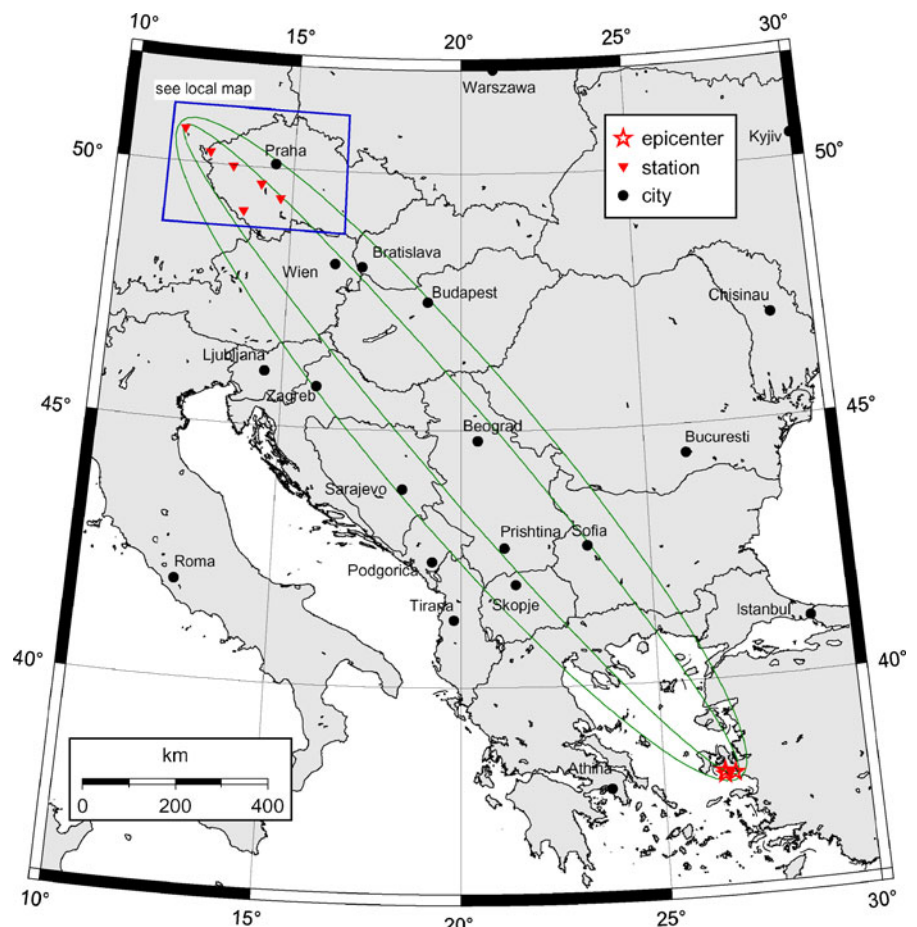 10°
15°
20°
25°
30°
see local map
Warszawa
epicenter
station
city
Kyjiv
50°
50°
Praha
Wien
Bratislava
Budapest
Chisinau
Ljubljana
Zagreb
45°
45°
Beograd
Bucuresti
Sarajevo
Prishtina
Sofia
Roma
Podgorica
Tirana
Skopje
Istanbul
40°
40°
km
0 200 400
Athina
10°
15°
20°
25°
30°